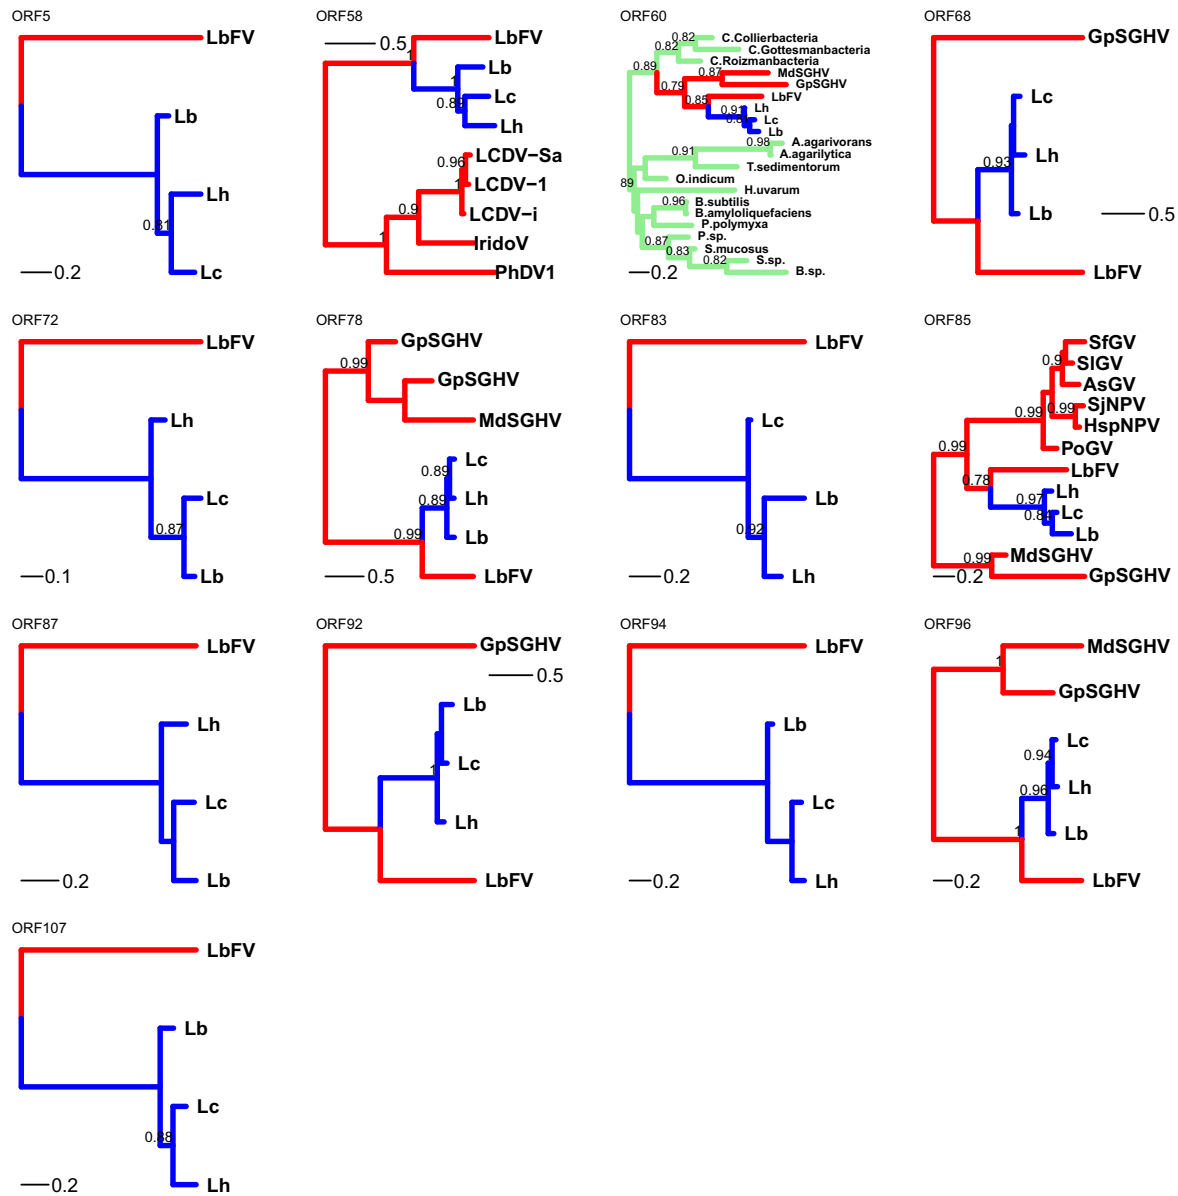 ORF5
LbFV
Lb
Lh
0.81
Lc
0.2
ORF58
0.5
LbFV
1
Lb
1
Lc
0.89
Lh
LCDV-Sa
0.96
LCDV-1
1
LCDV-i
0.9
IridoV
1
PhDV1
ORF60
0.82
C.Collierbacteria
0.82
C.Gottesmanbacteria
C.Roizmanbacteria
0.89
0.87
MdSGHV
0.79
GpSGHV
0.85
LbFV
0.91
Lh
Lc
Lb
0.98
A.agarivorans
0.91
A.agarilytica
T.sedimentorum
O.indicum
89
H.uvarum
0.96
B.subtilis
B.amyloliquefaciens
P.polymyxa
0.87
P.sp.
0.83
S.mucosus
0.82
S.sp.
0.2
B.sp.
ORF68
GpSGHV
Lc
0.93
Lh
Lb
0.5
LbFV
ORF72
LbFV
Lh
Lc
0.87
0.1
Lb
ORF78
GpSGHV
0.99
GpSGHV
MdSGHV
Lc
0.89
Lh
0.89
Lb
0.99
0.5
LbFV
ORF83
LbFV
Lc
Lb
0.92
0.2
Lh
ORF85
SfGV
0.9
SlGV
AsGV
SjNPV
0.99
0.99
HspNPV
0.99
PoGV
LbFV
0.78
Lh
0.97
Lc
0.84
Lb
MdSGHV
0.99
0.2
GpSGHV
ORF87
LbFV
Lh
Lc
0.2
Lb
ORF92
GpSGHV
0.5
Lb
Lc
1
Lh
LbFV
ORF94
LbFV
Lb
Lc
0.2
Lh
ORF96
MdSGHV
1
GpSGHV
Lc
0.94
Lh
0.96
Lb
1
0.2
LbFV
ORF107
LbFV
Lb
Lc
0.88
0.2
Lh